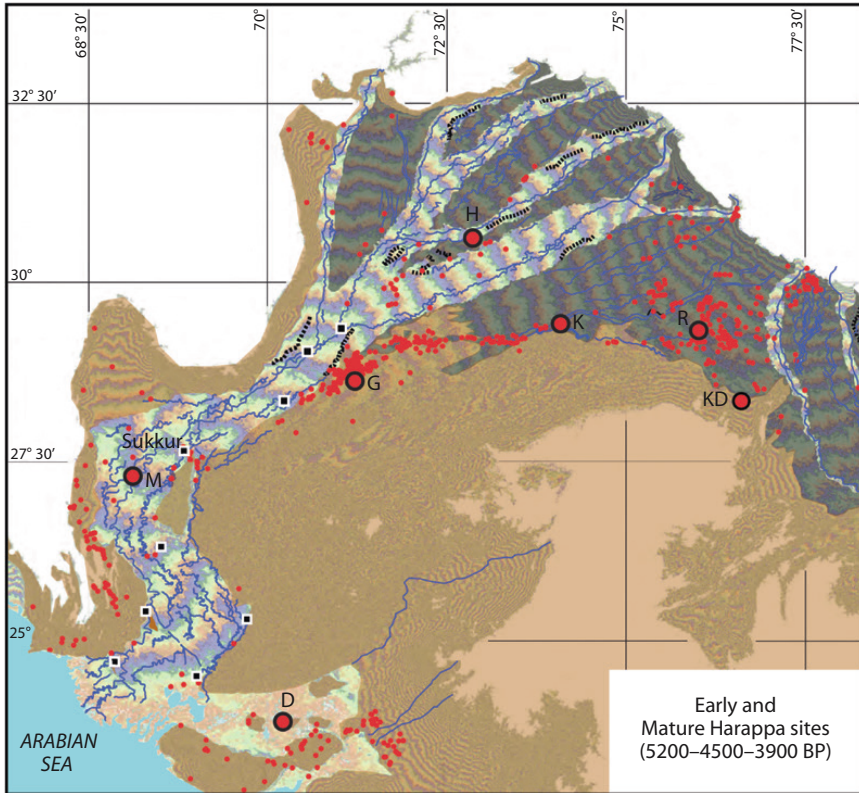 68° 30'
70°
72° 30'
75°
77° 30'
32° 30'
H
30°
K
R
G
KD
Sukkur
27° 30'
M
25°
D
ARABIAN
SEA
Early and
Mature Harappa sites
(5200–4500–3900 BP)